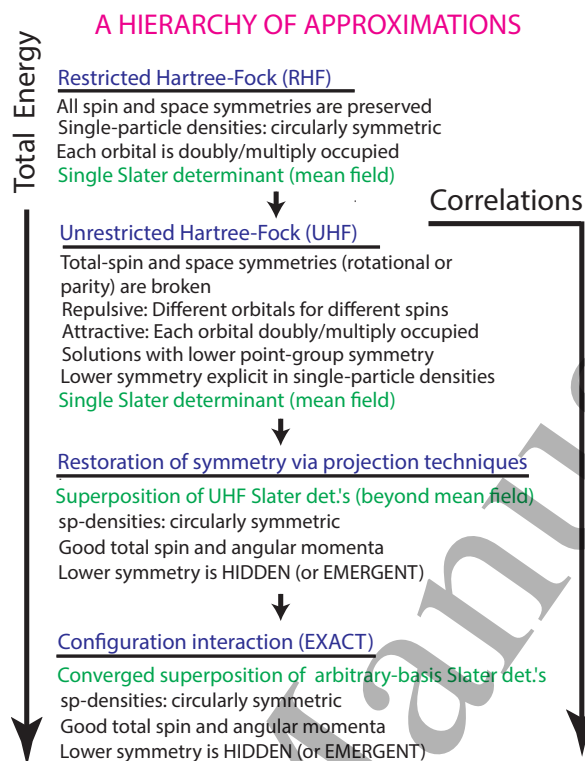 A HIERARCHY OF APPROXIMATIONS
Total Energy
Restricted Hartree-Fock (RHF)
All spin and space symmetries are preserved
Single-particle densities: circularly symmetric
Each orbital is doubly/multiply occupied
Single Slater determinant (mean field)
Correlations
Unrestricted Hartree-Fock (UHF)
Total-spin and space symmetries (rotational or
parity) are broken
Repulsive: Different orbitals for different spins
Attractive: Each orbital doubly/multiply occupied
Solutions with lower point-group symmetry
Lower symmetry explicit in single-particle densities
Single Slater determinant (mean field)
Restoration of symmetry via projection techniques
Superposition of UHF Slater det.'s (beyond mean field)
sp-densities: circularly symmetric
Good total spin and angular momenta
Lower symmetry is HIDDEN (or EMERGENT)
Configuration interaction (EXACT)
Converged superposition of arbitrary-basis Slater det.'s
sp-densities: circularly symmetric
Good total spin and angular momenta
Lower symmetry is HIDDEN (or EMERGENT)